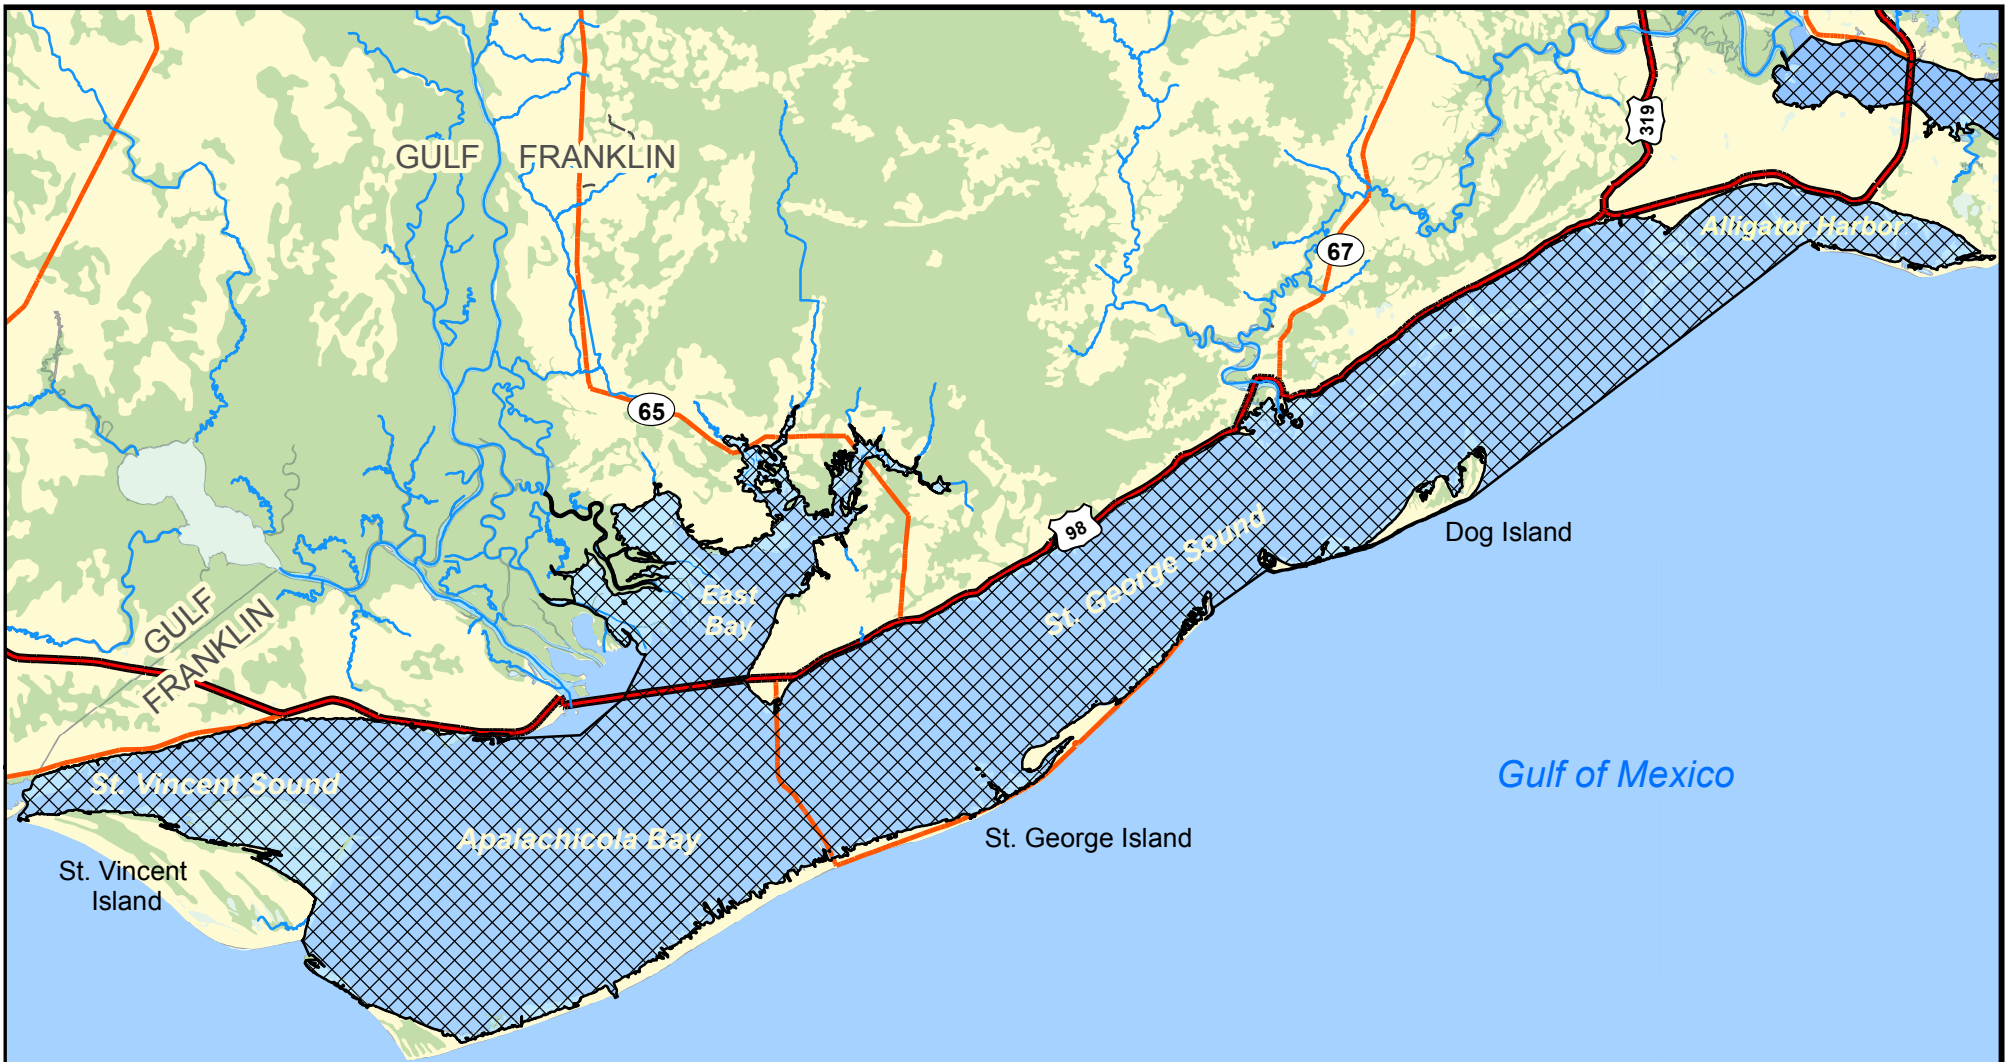 319
GULF FRANKLIN
Alligator Harbor
67
65
98
Dog Island
St. George Sound
East
Bay
GULF
FRANKLIN
Gulf of Mexico
St. Vincent Sound
Apalachicola Bay
St. George Island
St. Vincent
Island